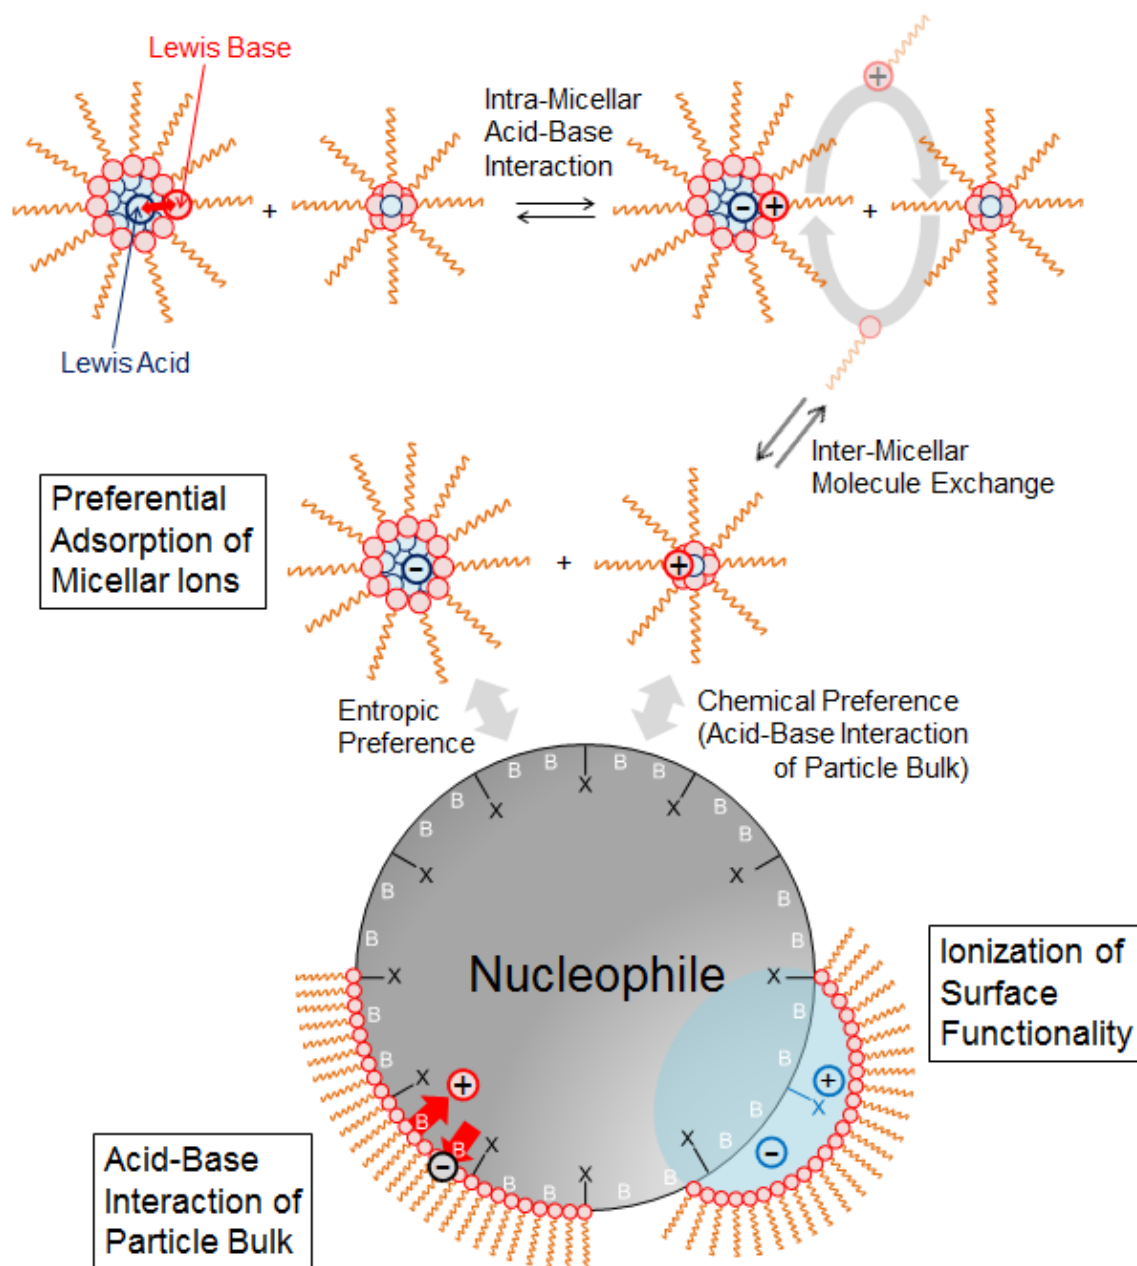 Lewis Base
Intra-Micellar
Acid-Base
Interaction
+
+
-
+
+
Lewis Acid
Inter-Micellar
Molecule Exchange
Preferential
Adsorption of
Micellar Ions
-
+
+
Entropic
Preference
Chemical Preference
(Acid-Base Interaction
of Particle Bulk)
B B B B
X X X
B B
B B
X X
B B
B B
X Nucleophile X
B B
B X + B +
X
B B
B X X B -
-
B B X B B B
Ionization of
Surface
Functionality
Acid-Base
Interaction of
Particle Bulk